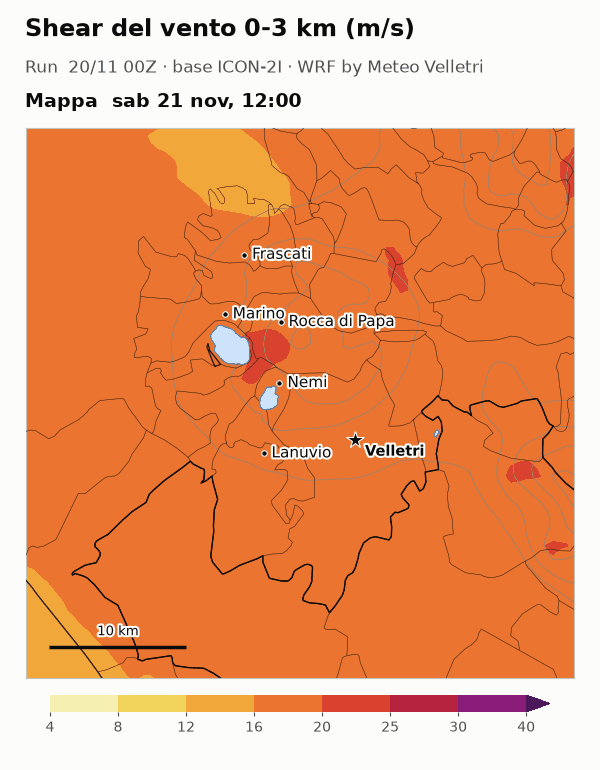 Shear del vento 0-3 km (m/s)
Run  20/11 00Z · base ICON-2I · WRF by Meteo Velletri
Mappa  sab 21 nov, 12:00
Frascati
Marino
Rocca di Papa
Nemi
Velletri
Lanuvio
10 km
4 8 12 16 20 25 30 40